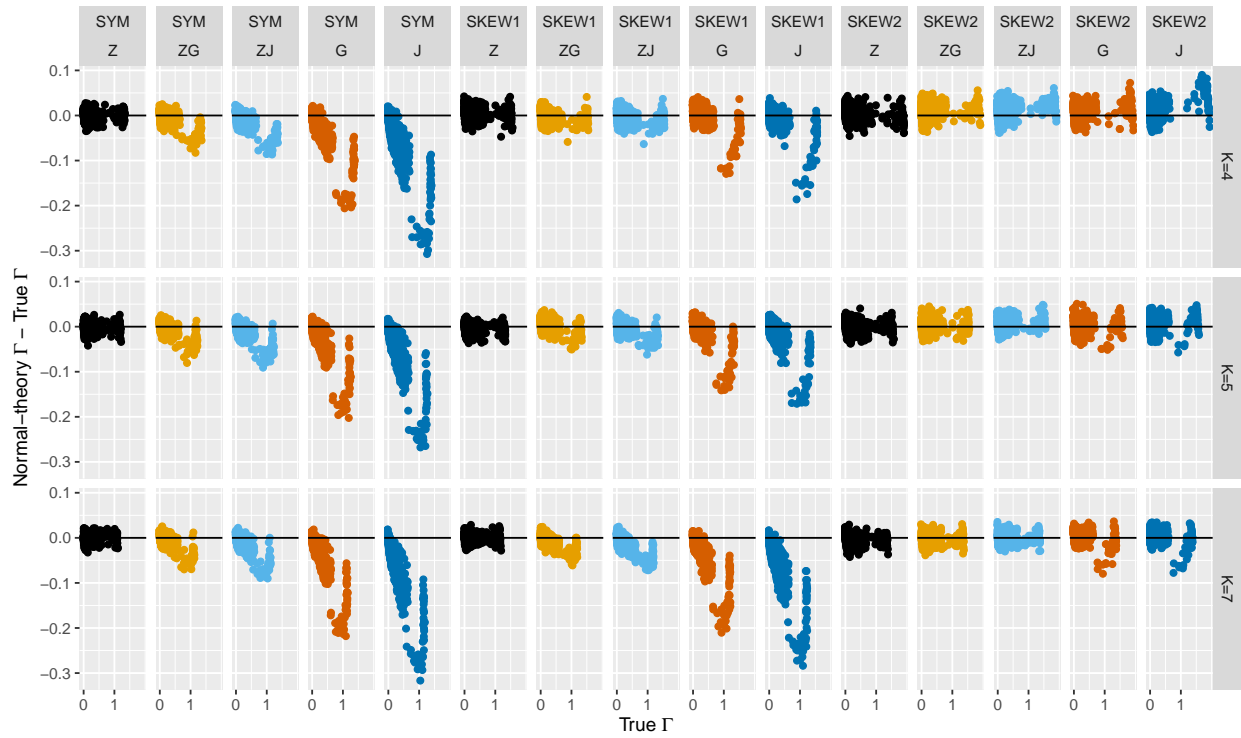 SYM SYM SYM SYM SYM SKEW1 SKEW1 SKEW1 SKEW1 SKEW1 SKEW2 SKEW2 SKEW2 SKEW2 SKEW2
Z ZG ZJ G J Z ZG ZJ G J Z ZG ZJ G J
0.1
0.0
−0.1
−0.2
−0.3
K=4
0.1
0.0
−0.1
−0.2
−0.3
K=5
0.1
0.0
−0.1
−0.2
−0.3
K=7
Normal−theory Γ − True Γ
0 1 0 1 0 1 0 1 0 1 0 1 0 1 0 1 0 1 0 1 0 1 0 1 0 1 0 1 0 1
True Γ